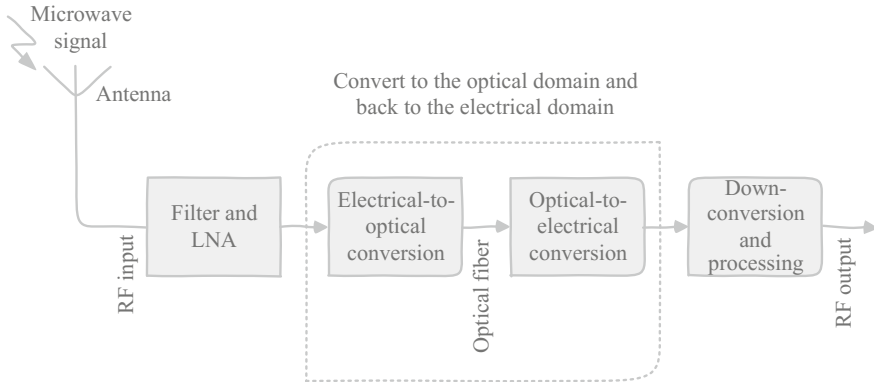 Microwave
signal
Antenna
Convert to the optical domain and
back to the electrical domain
RF input
Filter and
LNA
Electrical-to-
optical
conversion
Optical fiber
Optical-to-
electrical
conversion
Down-
conversion
and
processing
RF output